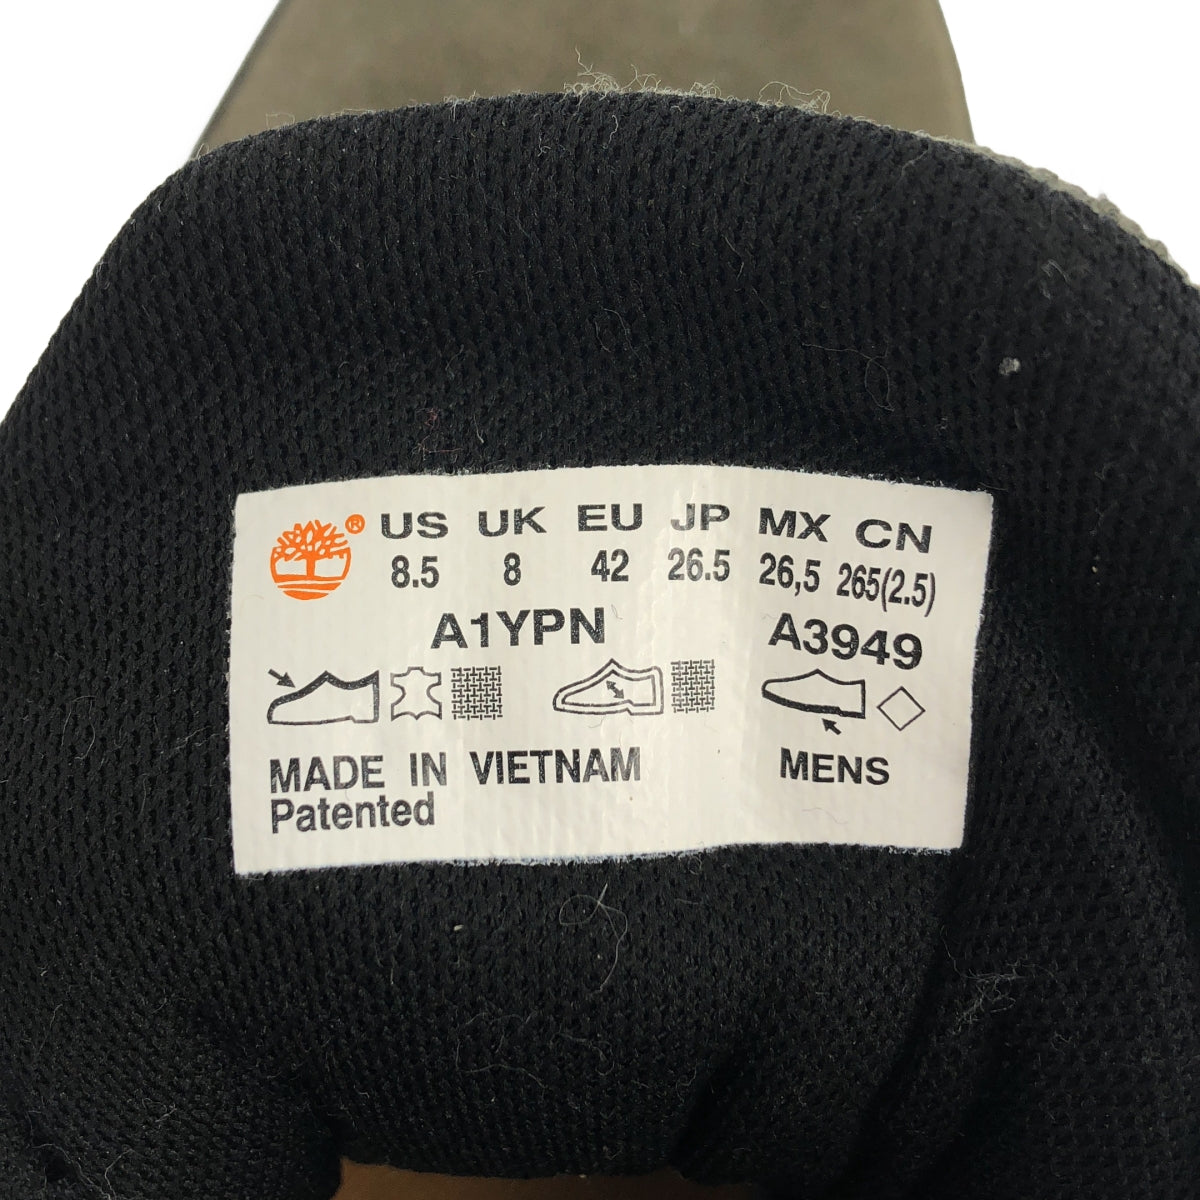 ® US UK EU JP MX CN
8.5 8 42 26.5 26,5 265(2.5)
A1YPN A3949
MADE IN VIETNAM MENS
Patented